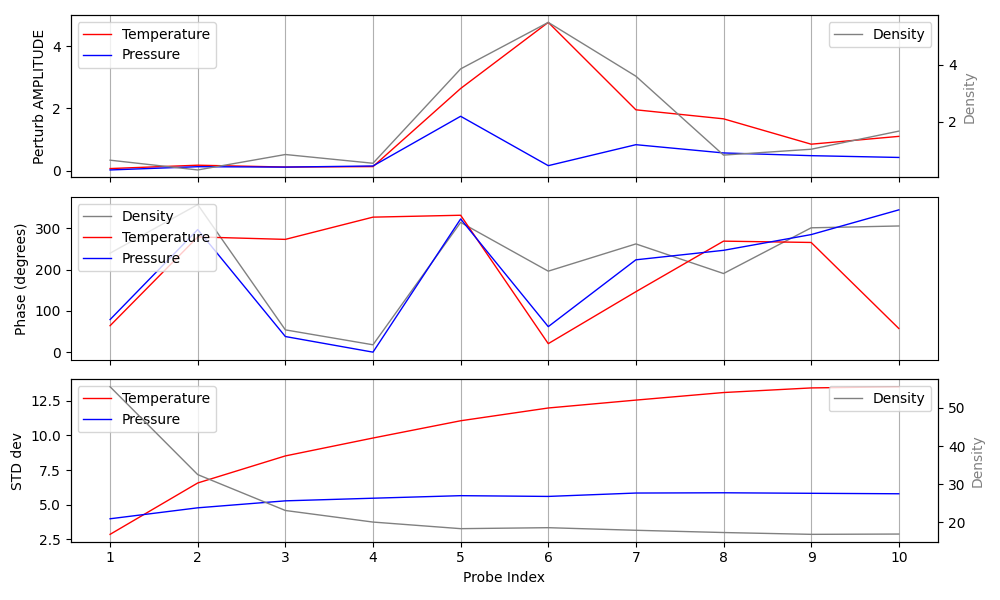 Perturb AMPLITUDE
4
2
0
Temperature
Pressure
Density
4
2
Density
Phase (degrees)
300
200
100
0
Density
Temperature
Pressure
STD dev
12.5
10.0
7.5
5.0
2.5
Temperature
Pressure
Density
50
40
30
20
Density
1 2 3 4 5 6 7 8 9 10
Probe Index